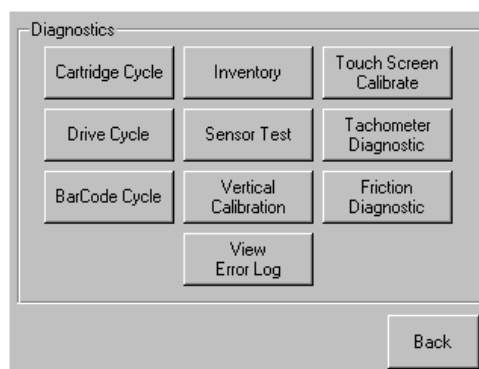 Diagnostics
Cartridge Cycle
Inventory
Touch Screen
Calibrate
Drive Cycle
Sensor Test
Tachometer
Diagnostic
BarCode Cycle
Vertical
Calibration
Friction
Diagnostic
View
Error Log
Back